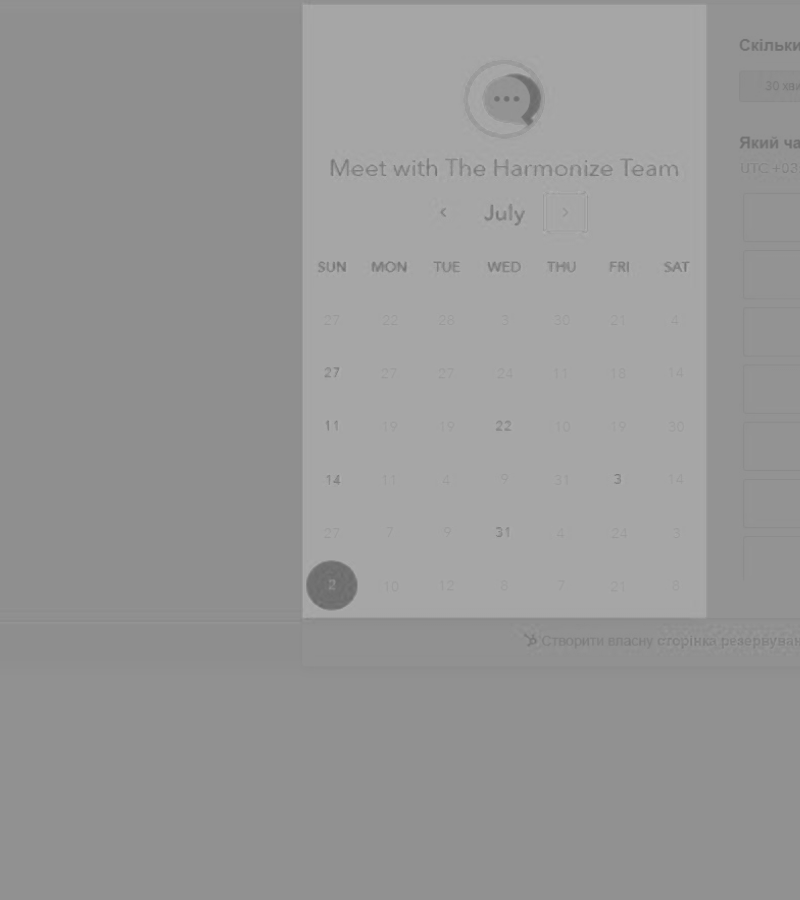 Meet with The Harmonize Team
July
SUN MON TUE WED THU FRI SAT
27 22 28 3 30 21 4
27 27 27 24 11 18 14
11 19 19 22 10 19 30
14 11 4 9 31 3 14
27 7 9 31 4 24 3
2 10 12 8 7 21 8
Скільки
30 хви
Який ча
UTC +03
Створити власну сторінка резервуван